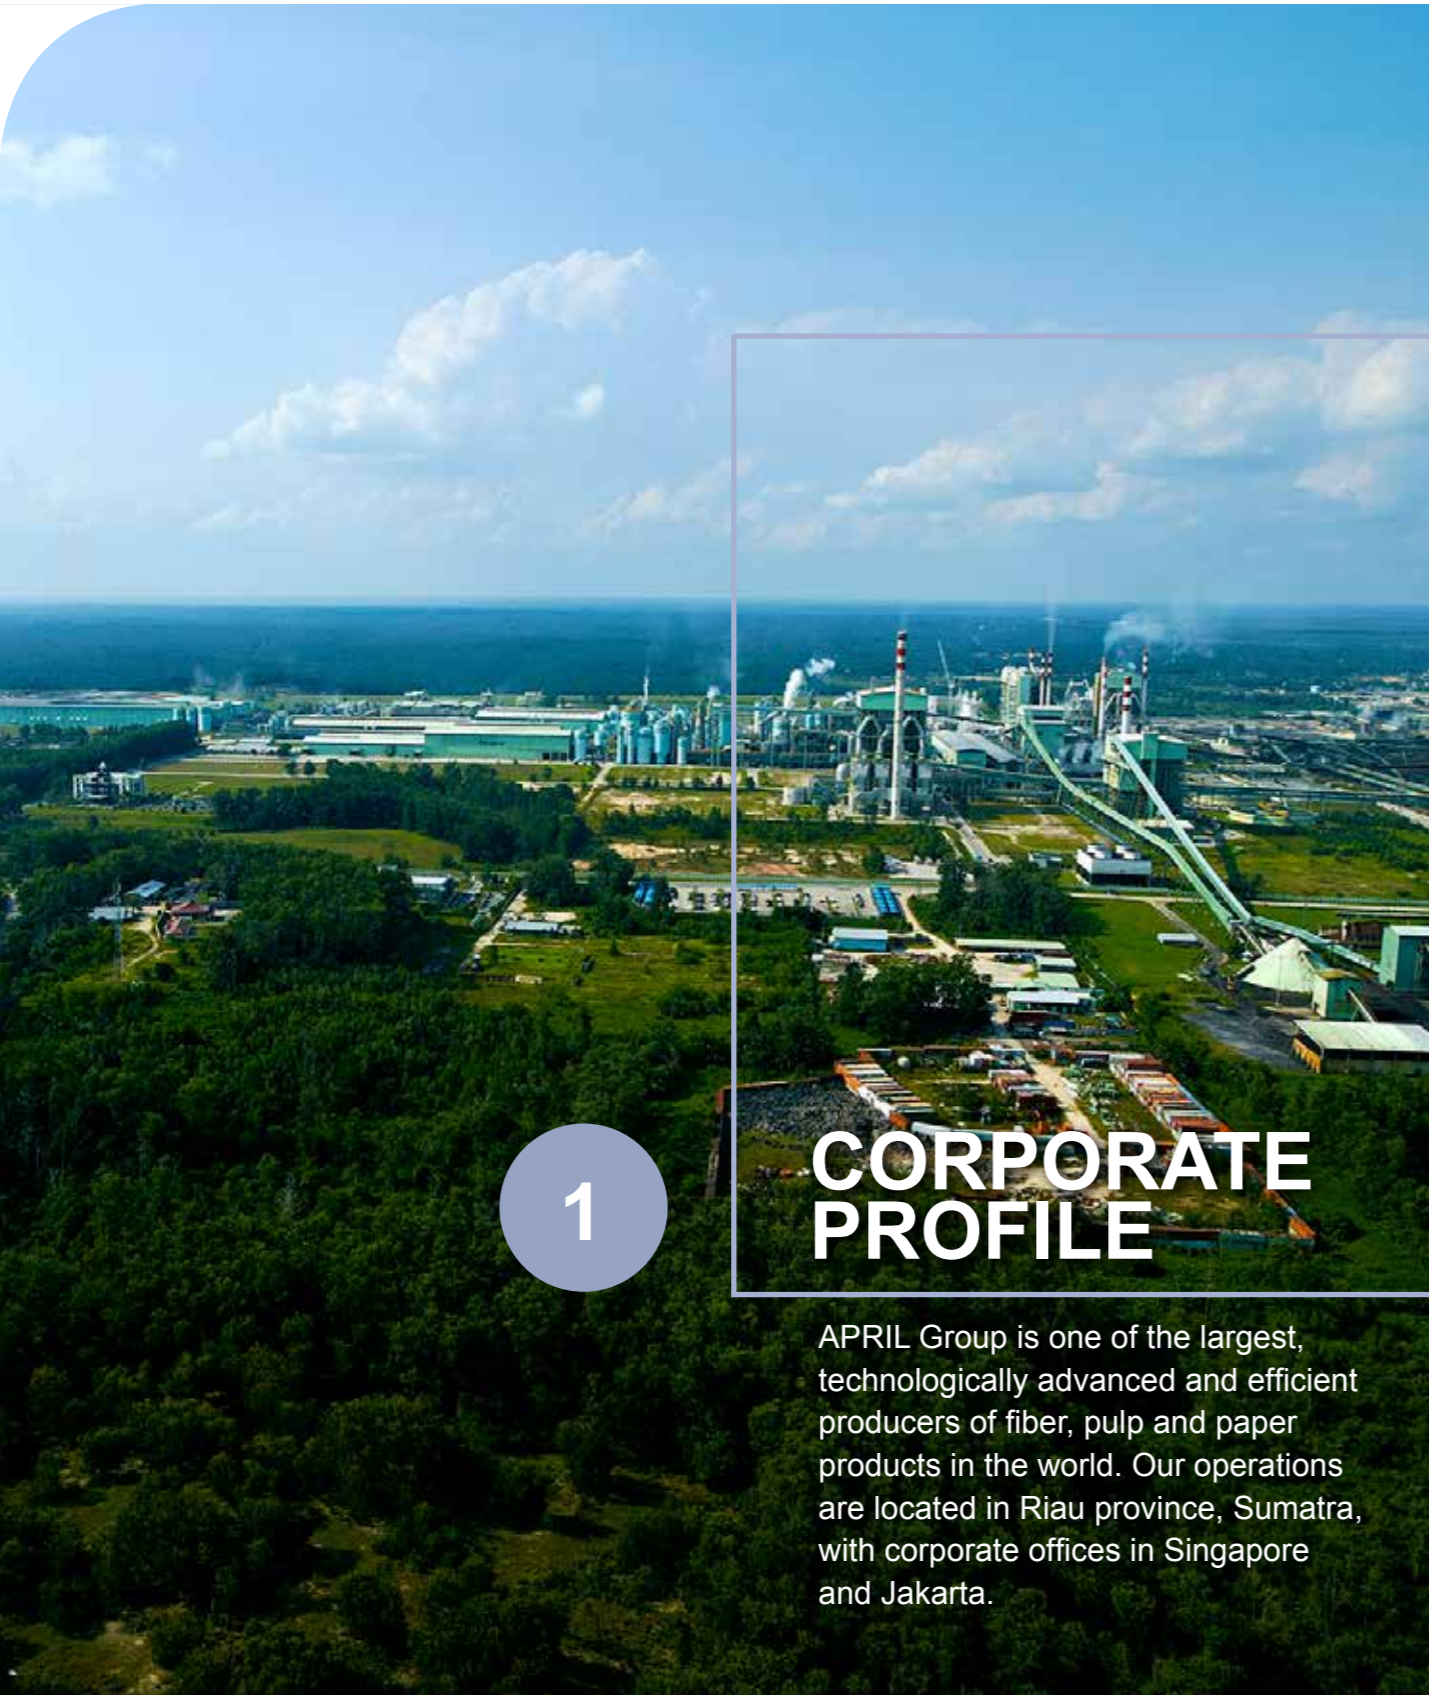 1
CORPORATE
PROFILE
APRIL Group is one of the largest,
technologically advanced and efficient
producers of fiber, pulp and paper
products in the world. Our operations
are located in Riau province, Sumatra,
with corporate offices in Singapore
and Jakarta.